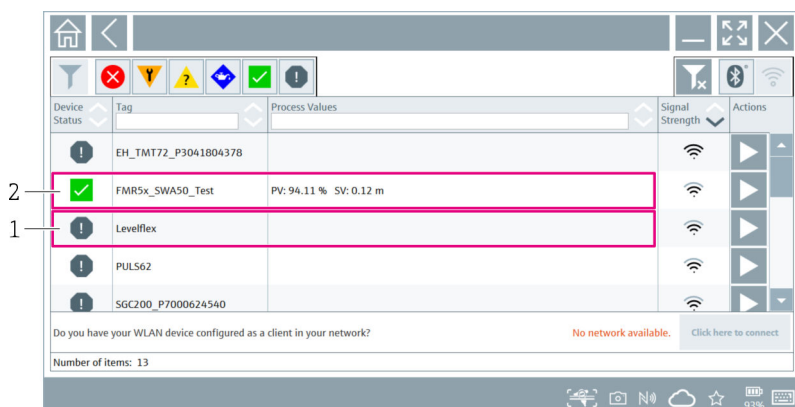 Device Status
Tag
Process Values
Signal Strength
Actions
EH_TMT72_P3041804378
2
FMR5x_SWA50_Test
PV: 94.11 % SV: 0.12 m
1
Levelflex
PULS62
SGC200_P7000624540
Do you have your WLAN device configured as a client in your network?
No network available.
Click here to connect
Number of items: 13
93%